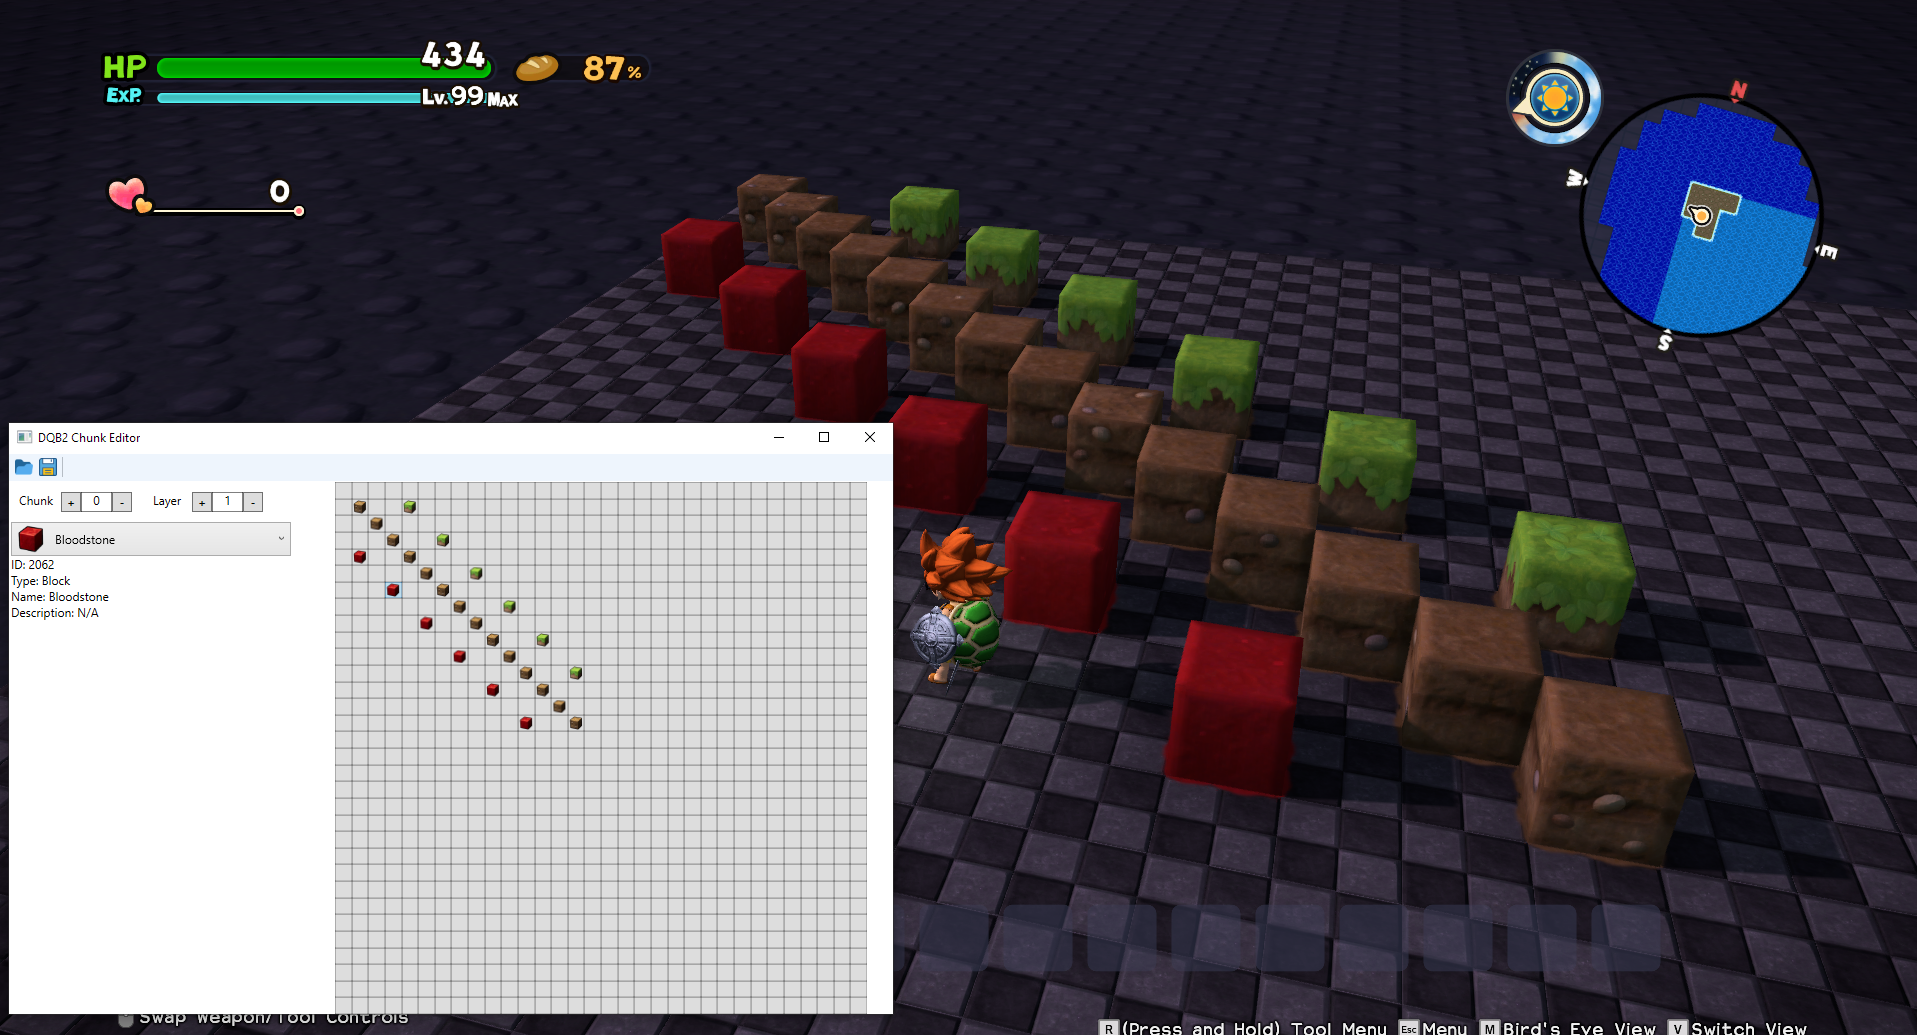 HP 434 87%
EXP. Lv.99 MAX
0
N
W
E
S
DQB2 Chunk Editor
Chunk + 0 - Layer + 1 -
Bloodstone
ID: 2062
Type: Block
Name: Bloodstone
Description: N/A
Swap Weapon/Tool Controls
R (Press and Hold) Tool Menu Esc Menu M Bird's Eye View V Switch View